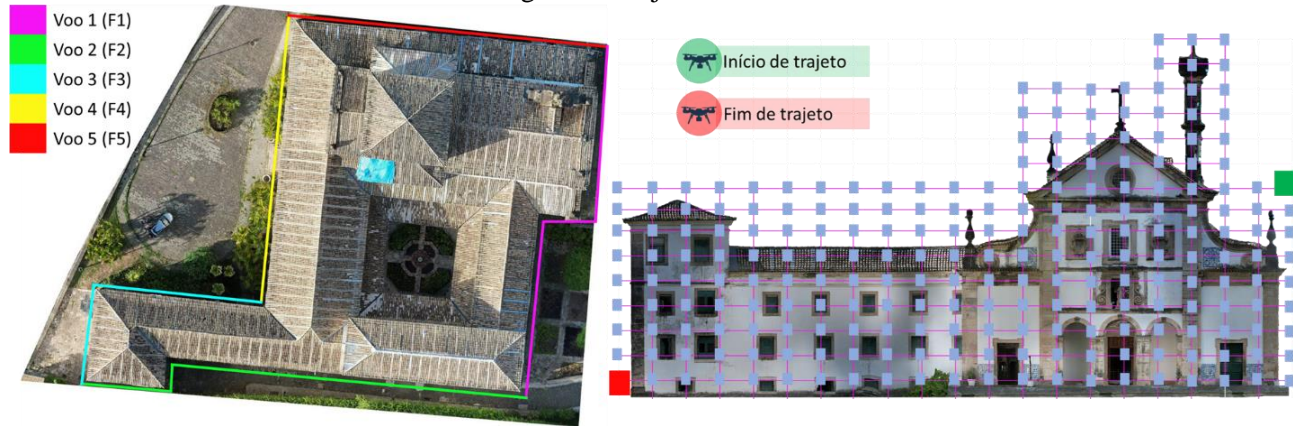 Voo 1 (F1)
Voo 2 (F2)
Voo 3 (F3)
Voo 4 (F4)
Voo 5 (F5)
Início de trajeto
Fim de trajeto